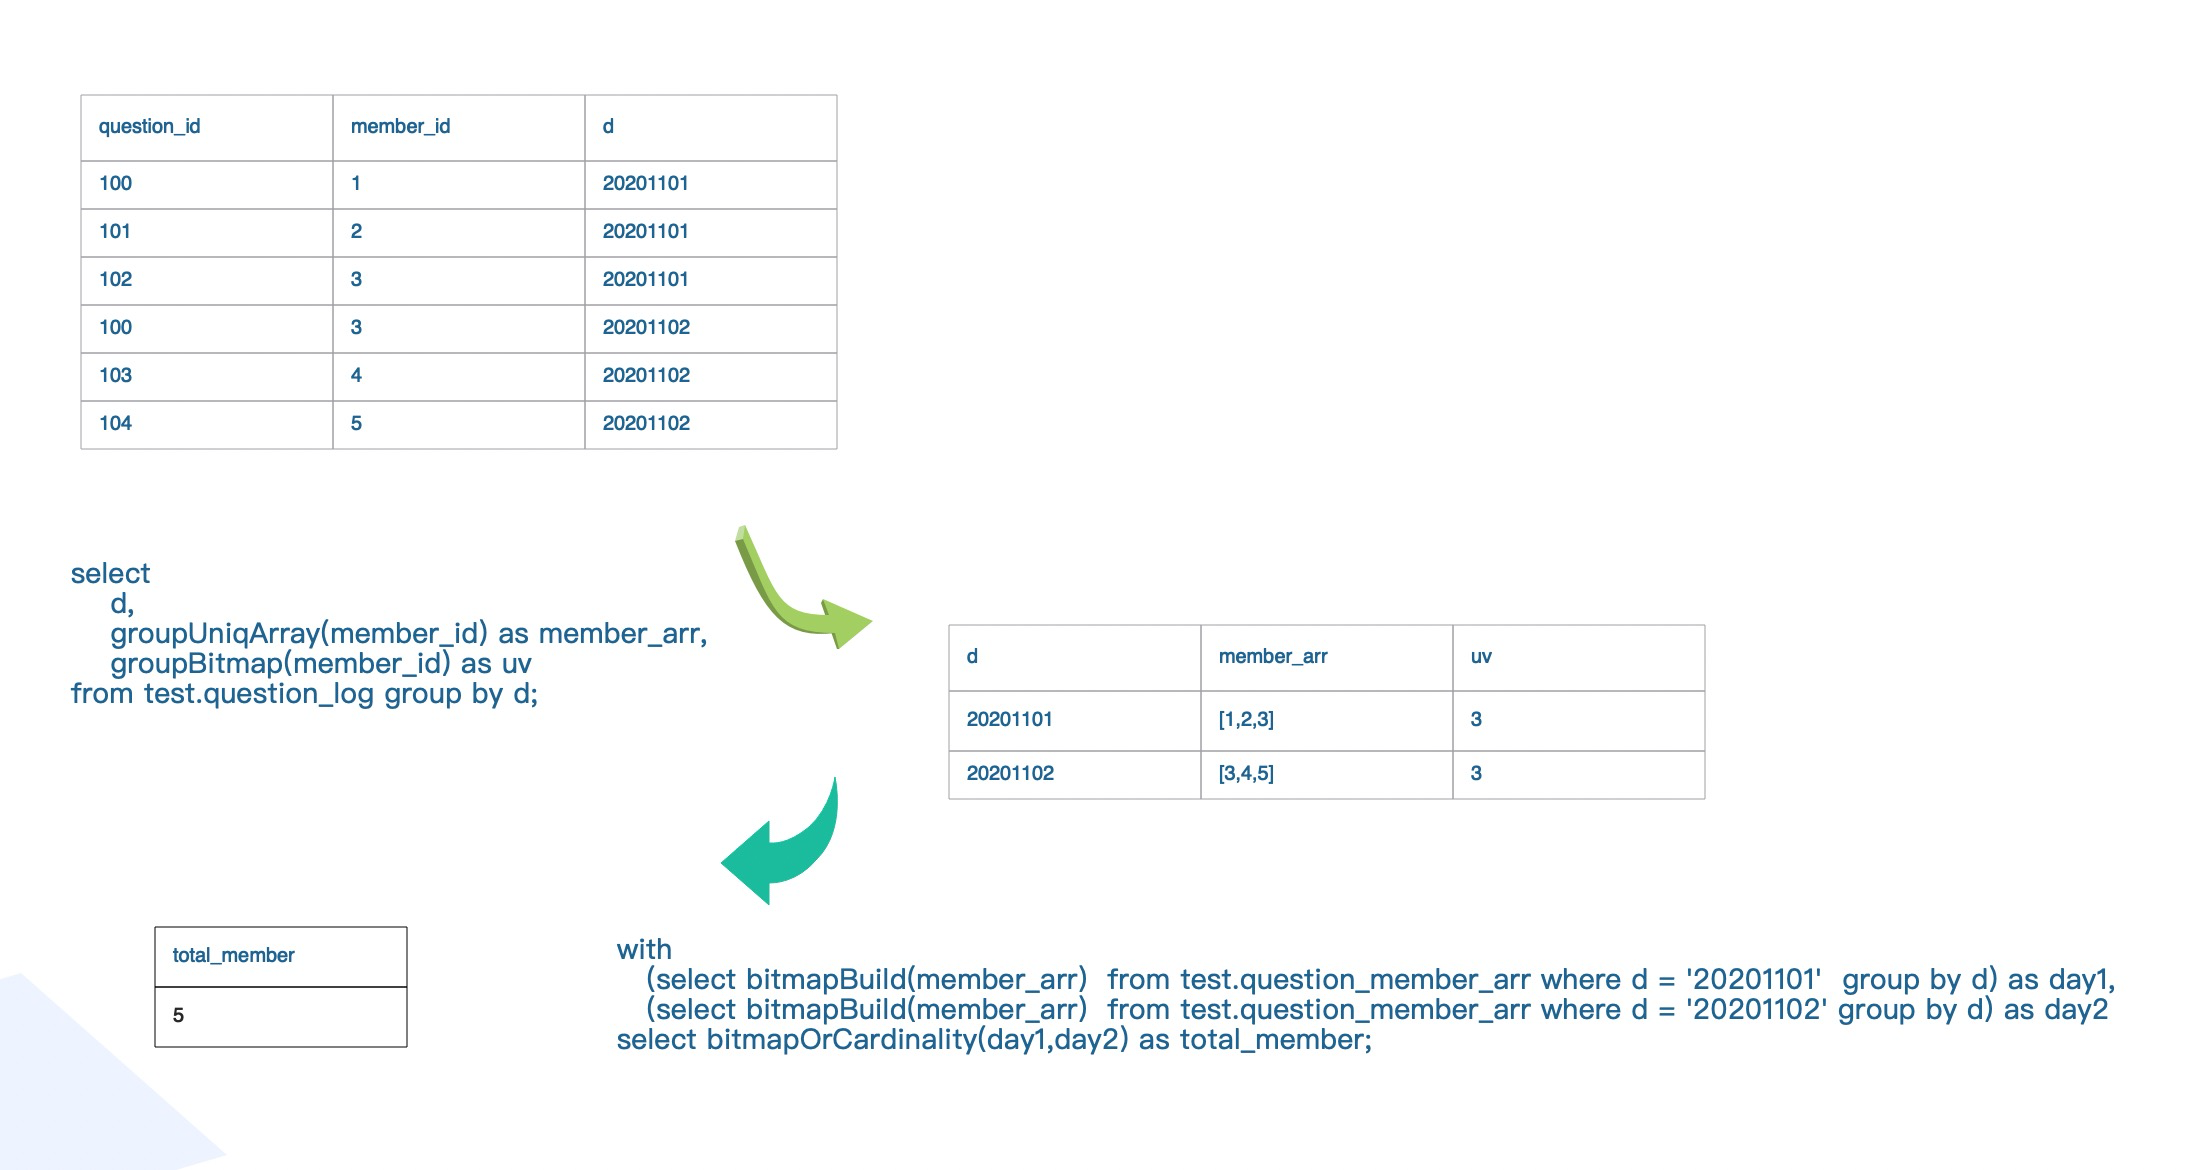 question_id member_id d
100 1 20201101
101 2 20201101
102 3 20201101
100 3 20201102
103 4 20201102
104 5 20201102
select
d,
groupUniqArray(member_id) as member_arr,
groupBitmap(member_id) as uv
from test.question_log group by d;
d member_arr uv
20201101 [1,2,3] 3
20201102 [3,4,5] 3
with
(select bitmapBuild(member_arr)  from test.question_member_arr where d = '20201101'  group by d) as day1,
(select bitmapBuild(member_arr)  from test.question_member_arr where d = '20201102' group by d) as day2
select bitmapOrCardinality(day1,day2) as total_member;
total_member
5